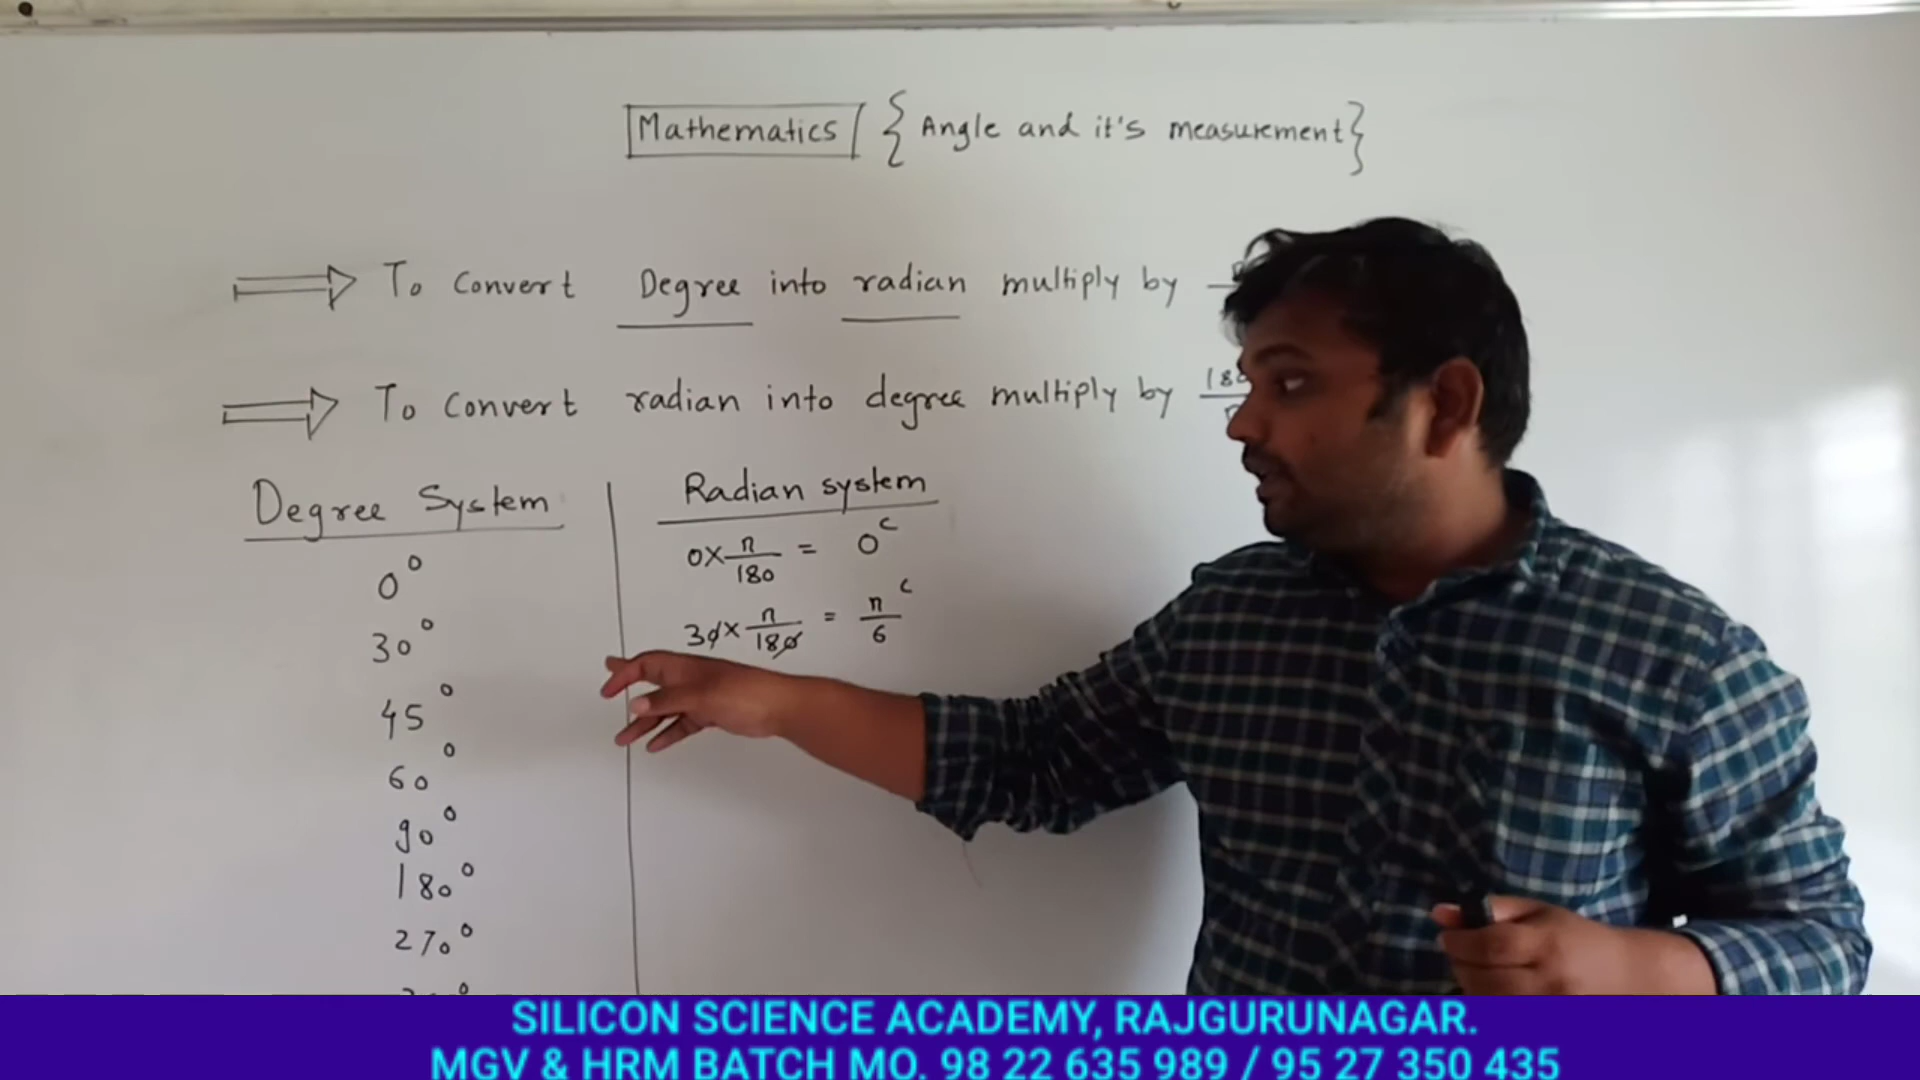 Mathematics { Angle and it's measurement }
To Convert Degree into radian multiply by
To Convert radian into degree multiply by
Degree System
0°
30°
45°
60°
90°
180°
270°
Radian system
0 × π/180 = 0ᶜ
30 × π/180 = π/6 ᶜ
SILICON SCIENCE ACADEMY, RAJGURUNAGAR.
MGV & HRM BATCH MO. 98 22 635 989 / 95 27 350 435